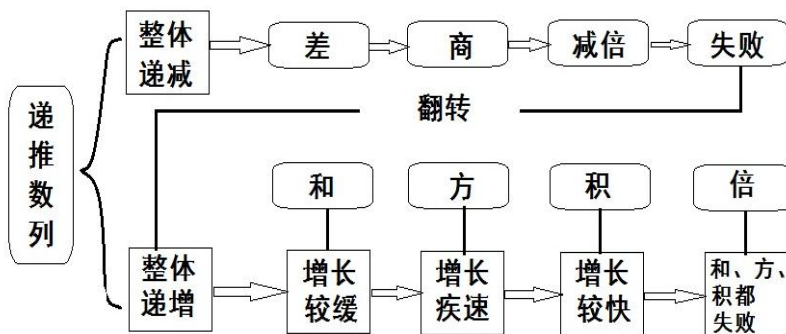 递推数列
整体
递减
差
商
减倍
失败
翻转
和
方
积
倍
整体
递增
增长
较缓
增长
疾速
增长
较快
和、方、
积都
失败